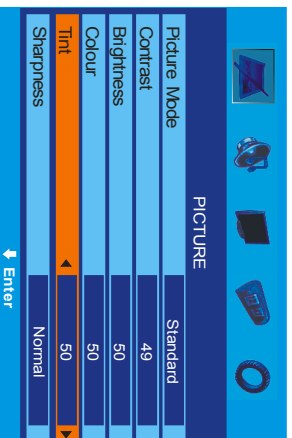 PICTURE
Picture Mode Standard
Contrast 49
Brightness 50
Colour 50
Tint 50
Sharpness Normal
Enter